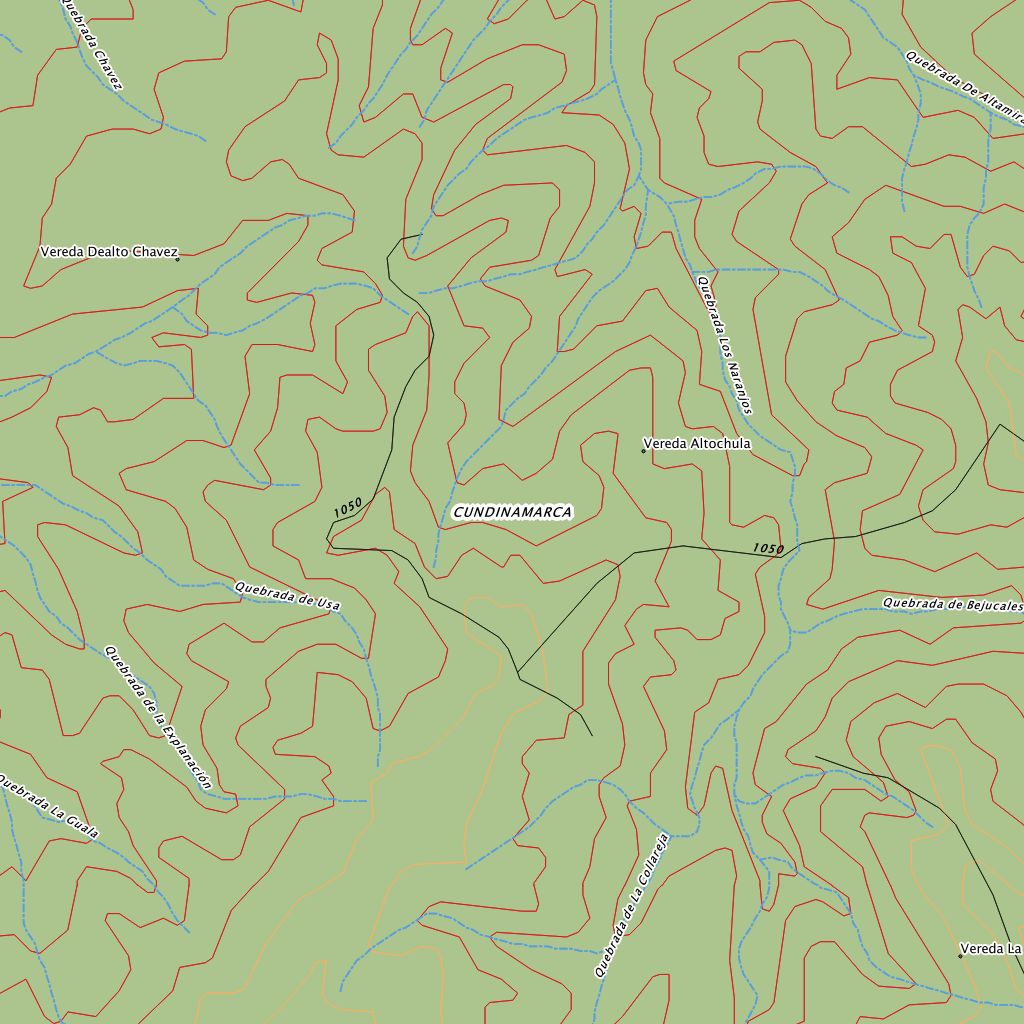 Quebrada Chavez
Quebrada De Altamira
Vereda Dealto Chavez
Quebrada Los Naranjos
Vereda Altochula
1050
CUNDINAMARCA
1050
Quebrada de Usa
Quebrada de Bejucales
Quebrada de la Explanación
Quebrada La Guala
Quebrada de La Collareja
Vereda La